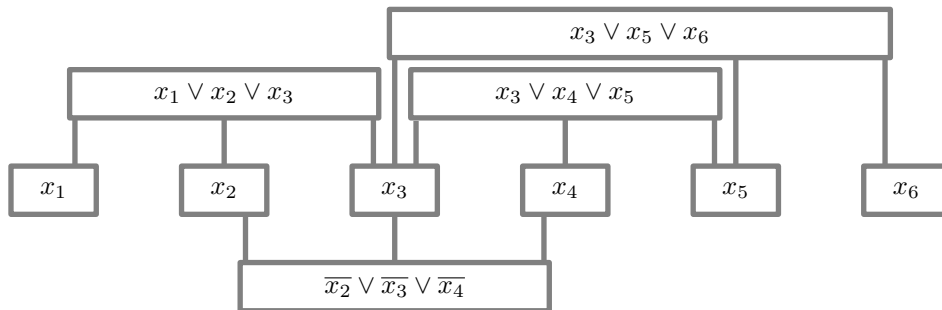 x₃ ∨ x₅ ∨ x₆
x₁ ∨ x₂ ∨ x₃
x₃ ∨ x₄ ∨ x₅
x₁
x₂
x₃
x₄
x₅
x₆
x̅₂ ∨ x̅₃ ∨ x̅₄